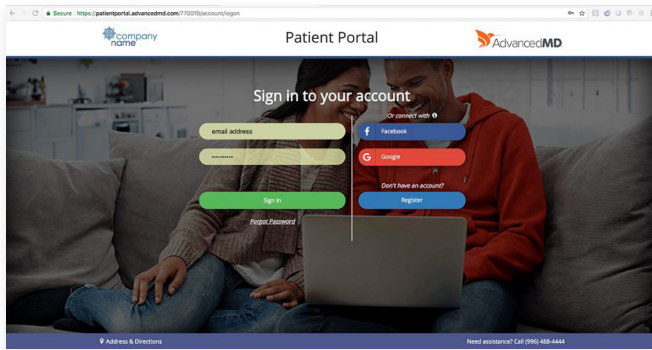 Secure https://patientportal.advancedmd.com/770010/account/logon
company
name
Patient Portal
AdvancedMD
Sign in to your account
Or connect with
email address
f Facebook
G Google
Don't have an account?
Sign In
Register
Forgot Password
Address & Directions
Need assistance? Call (996) 488-4444